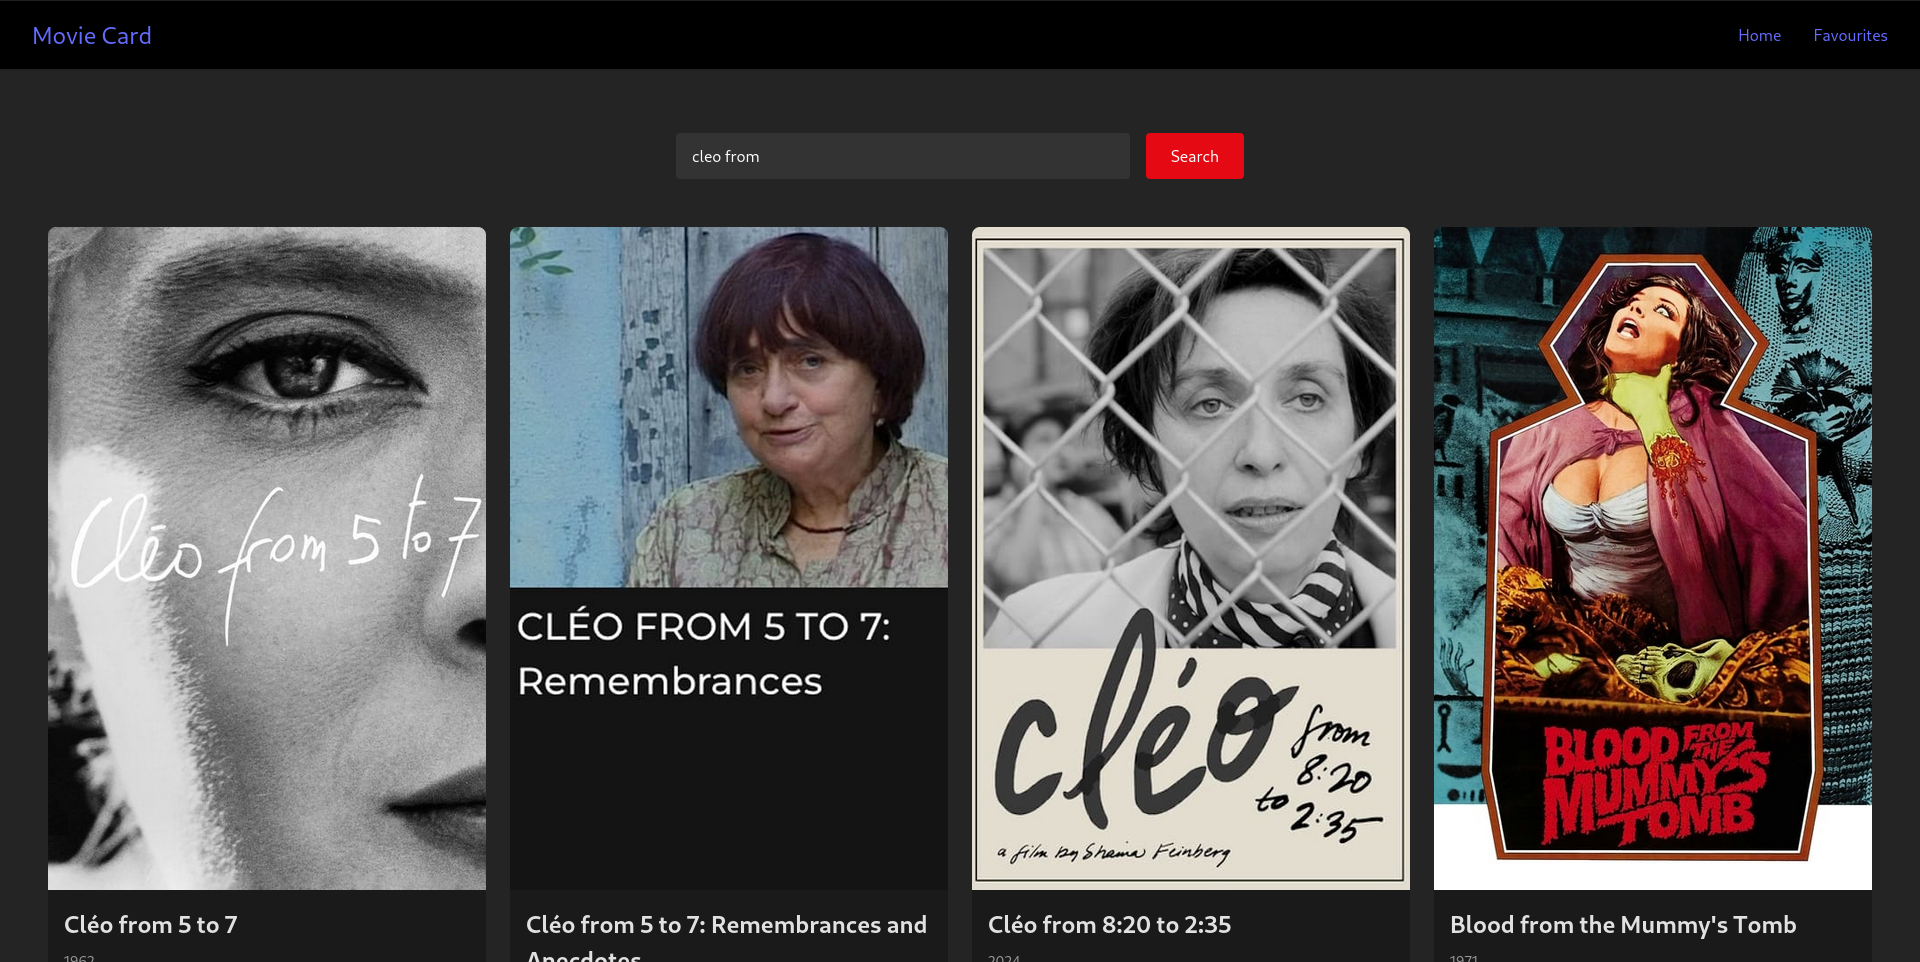 Movie Card
Home
Favourites
cleo from
Search
Cléo from 5 to 7
CLÉO FROM 5 TO 7:
Remembrances
cléo
from
8:20
to 2:35
a film by Shaina Feinberg
BLOOD FROM
THE
MUMMY'S
TOMB
Cléo from 5 to 7
1962
Cléo from 5 to 7: Remembrances and
Anecdotes
Cléo from 8:20 to 2:35
2024
Blood from the Mummy's Tomb
1971